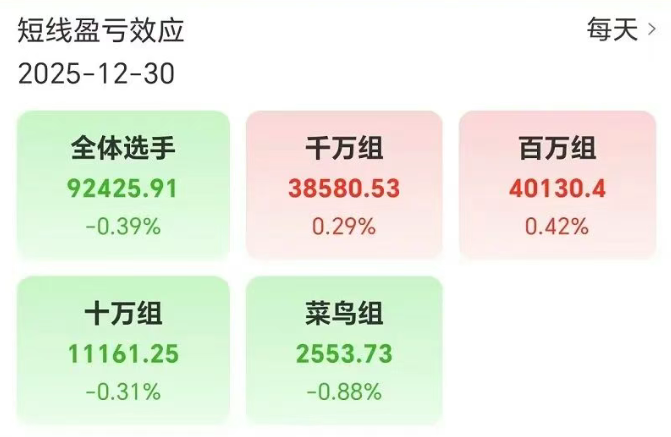 短线盈亏效应
每天 >
2025-12-30
全体选手
92425.91
-0.39%
千万组
38580.53
0.29%
百万组
40130.4
0.42%
十万组
11161.25
-0.31%
菜鸟组
2553.73
-0.88%